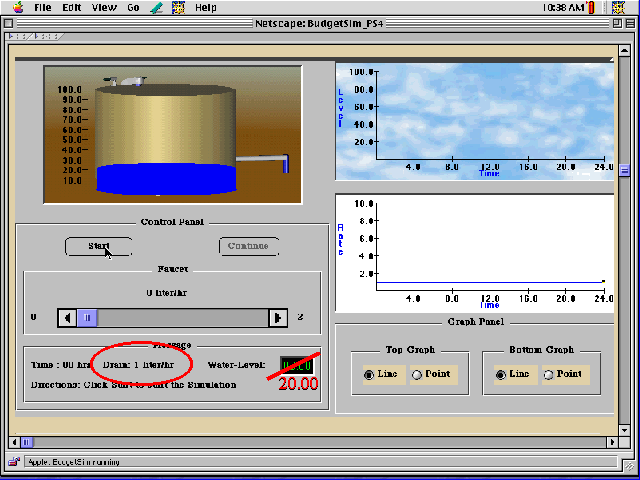 File Edit View Go Help 10:38 AM
Netscape: BudgetSim_PS4
100.0
90.0
80.0
70.0
60.0
50.0
40.0
30.0
20.0
10.0
Level
100.0
80.0
60.0
40.0
20.0
4.0 8.0 12.0 16.0 20.0 24.0
Time
Rate
10.0
8.0
6.0
4.0
2.0
4.0 8.0 12.0 16.0 20.0 24.0
Time
Control Panel
Start Continue
Faucet
0 liter/hr
0 2
Message
Time : 00 hrs Drain: 1 liter/hr Water-Level:
20.00
Directions: Click Start to start the Simulation
Graph Panel
Top Graph Bottom Graph
Line Point Line Point
Applet BudgetSim running